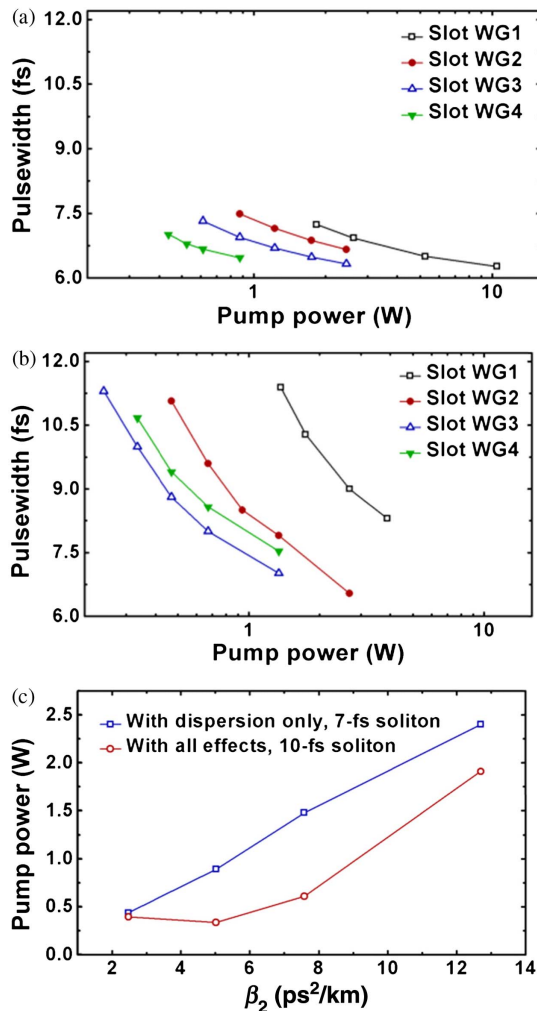 (a)
12.0
10.5
9.0
7.5
6.0
Pulsewidth (fs)
Slot WG1
Slot WG2
Slot WG3
Slot WG4
1
10
Pump power (W)
(b)
12.0
10.5
9.0
7.5
6.0
Pulsewidth (fs)
Slot WG1
Slot WG2
Slot WG3
Slot WG4
1
10
Pump power (W)
(c)
2.5
2.0
1.5
1.0
0.5
0.0
Pump power (W)
With dispersion only, 7-fs soliton
With all effects, 10-fs soliton
2 4 6 8 10 12 14
β₂ (ps²/km)